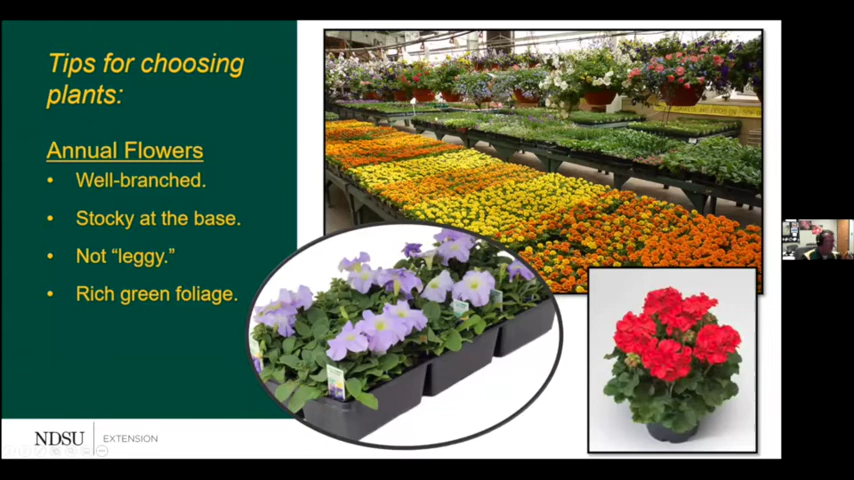 Tips for choosing
plants:
Annual Flowers
• Well-branched.
• Stocky at the base.
• Not “leggy.”
• Rich green foliage.
NDSU EXTENSION